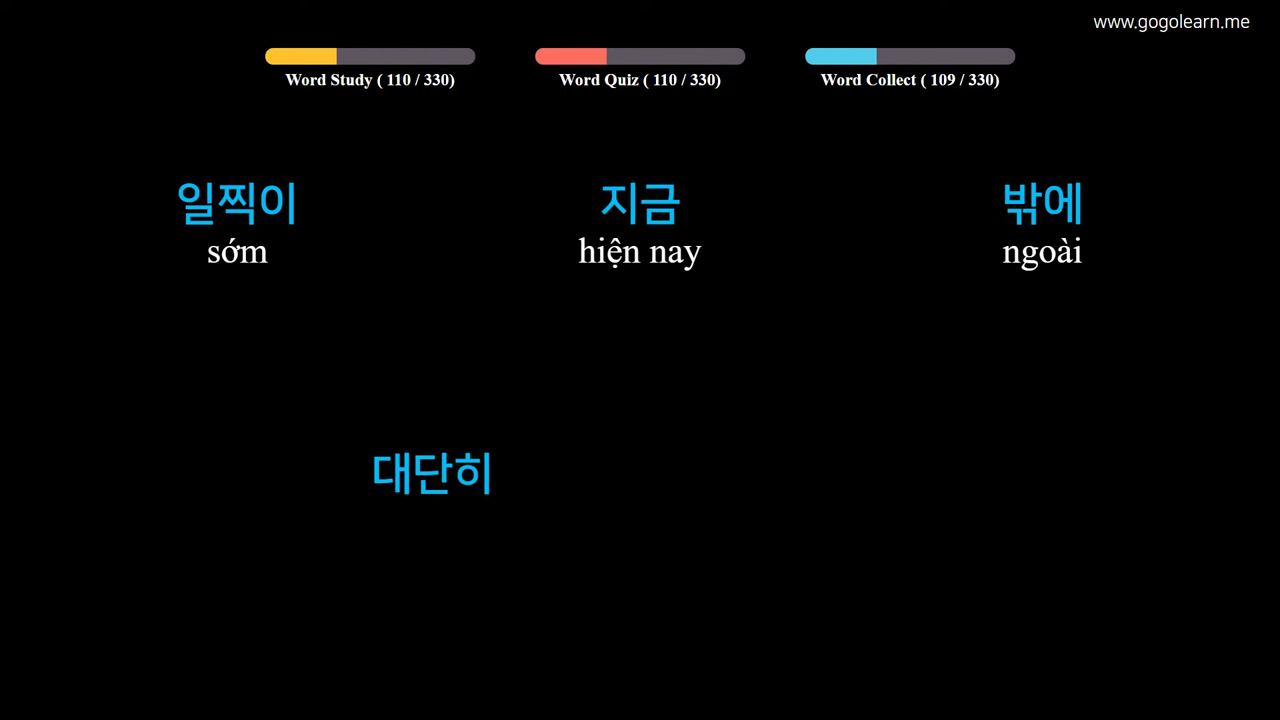 www.gogolearn.me
Word Study ( 110 / 330)
Word Quiz ( 110 / 330)
Word Collect ( 109 / 330)
일찍이
sớm
지금
hiện nay
밖에
ngoài
대단히